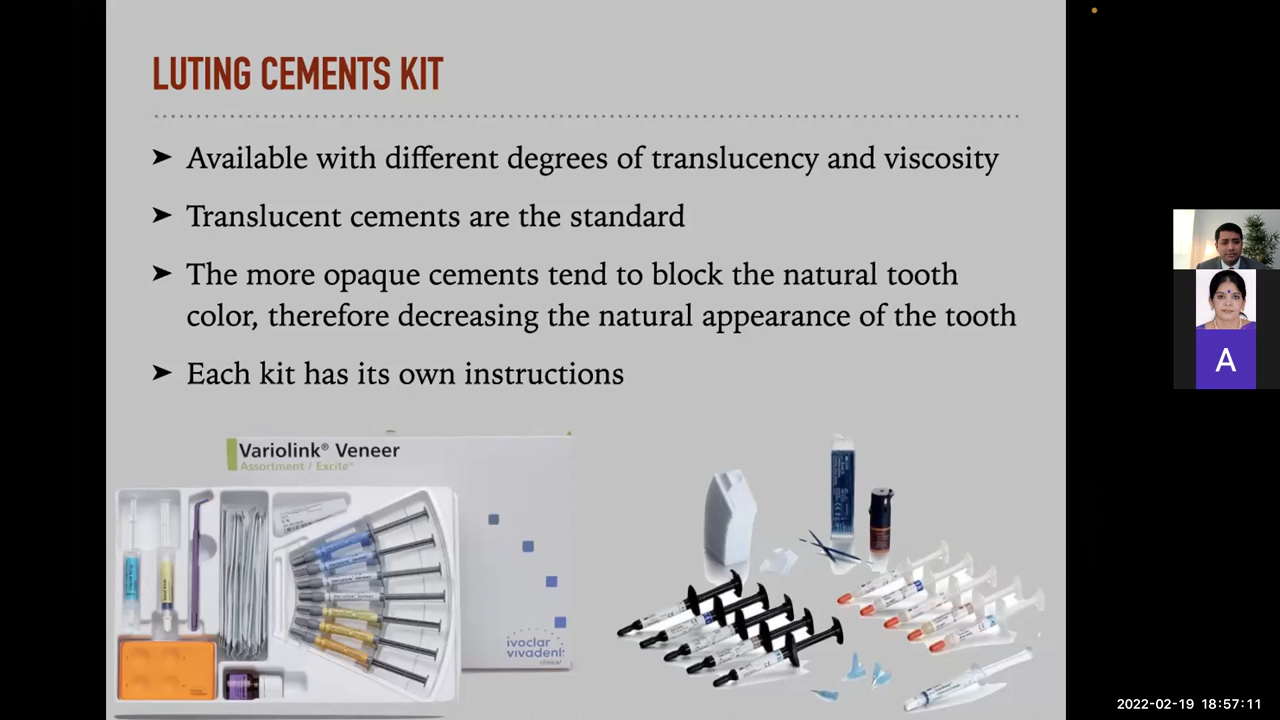 LUTING CEMENTS KIT
➤ Available with different degrees of translucency and viscosity
➤ Translucent cements are the standard
➤ The more opaque cements tend to block the natural tooth
color, therefore decreasing the natural appearance of the tooth
➤ Each kit has its own instructions
Variolink® Veneer
Assortment / Excite™
ivoclar
vivadent:
clinical
A
2022-02-19 18:57:11